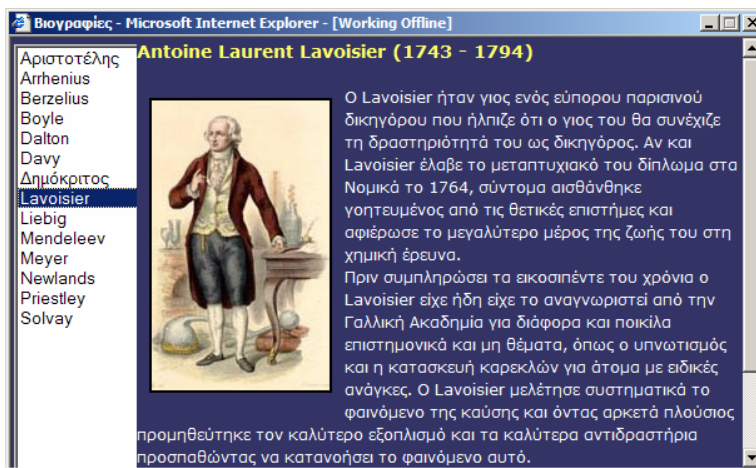 Βιογραφίες - Microsoft Internet Explorer - [Working Offline]
Αριστοτέλης
Arrhenius
Berzelius
Boyle
Dalton
Davy
Δημόκριτος
Lavoisier
Liebig
Mendeleev
Meyer
Newlands
Priestley
Solvay
Antoine Laurent Lavoisier (1743 - 1794)
Ο Lavoisier ήταν γιος ενός εύπορου παρισινού
δικηγόρου που ήλπιζε ότι ο γιος του θα συνέχιζε
τη δραστηριότητά του ως δικηγόρος. Αν και
Lavoisier έλαβε το μεταπτυχιακό του δίπλωμα στα
Νομικά το 1764, σύντομα αισθάνθηκε
γοητευμένος από τις θετικές επιστήμες και
αφιέρωσε το μεγαλύτερο μέρος της ζωής του στη
χημική έρευνα.
Πριν συμπληρώσει τα εικοσιπέντε του χρόνια ο
Lavoisier είχε ήδη είχε το αναγνωριστεί από την
Γαλλική Ακαδημία για διάφορα και ποικίλα
επιστημονικά και μη θέματα, όπως ο υπνωτισμός
και η κατασκευή καρεκλών για άτομα με ειδικές
ανάγκες. Ο Lavoisier μελέτησε συστηματικά το
φαινόμενο της καύσης και όντας αρκετά πλούσιος
προμηθεύτηκε τον καλύτερο εξοπλισμό και τα καλύτερα αντιδραστήρια
προσπαθώντας να κατανοήσει το φαινόμενο αυτό.